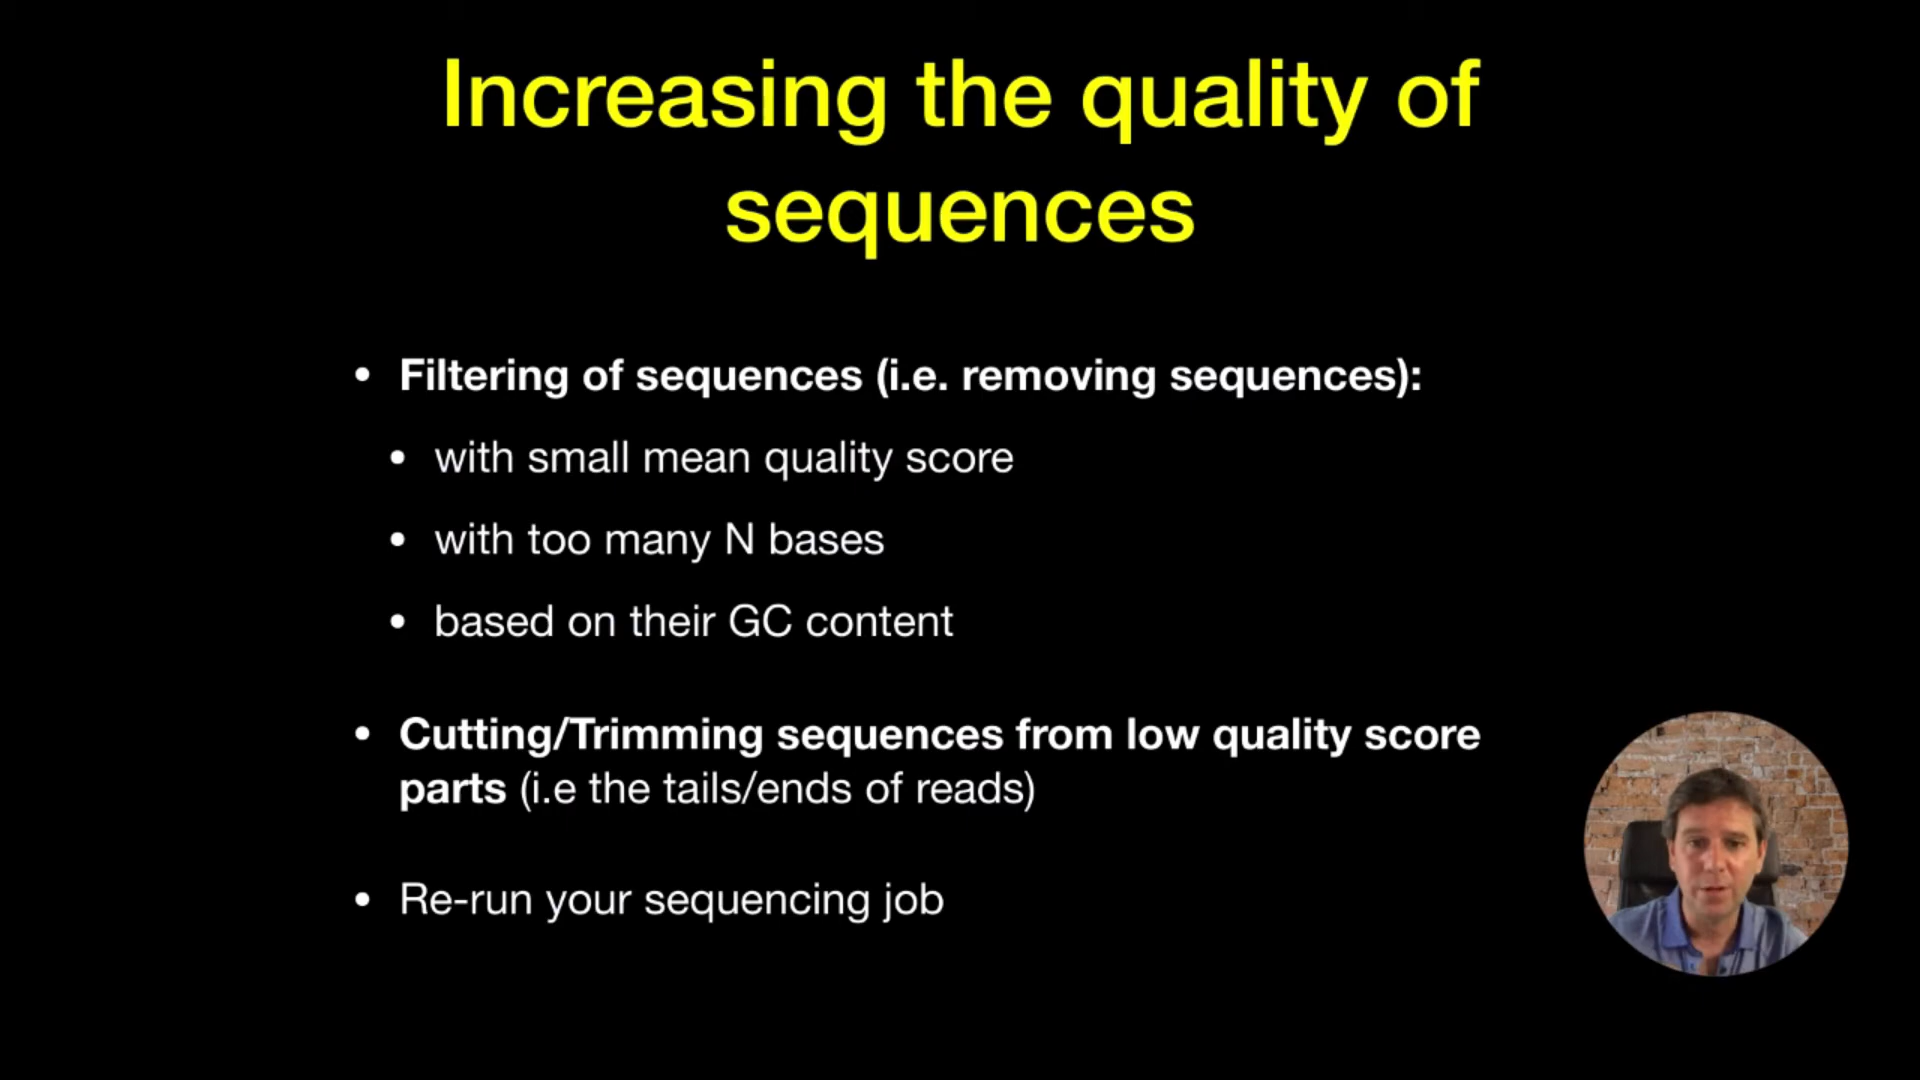 Increasing the quality of
sequences
• Filtering of sequences (i.e. removing sequences):
• with small mean quality score
• with too many N bases
• based on their GC content
• Cutting/Trimming sequences from low quality score
parts (i.e the tails/ends of reads)
• Re-run your sequencing job